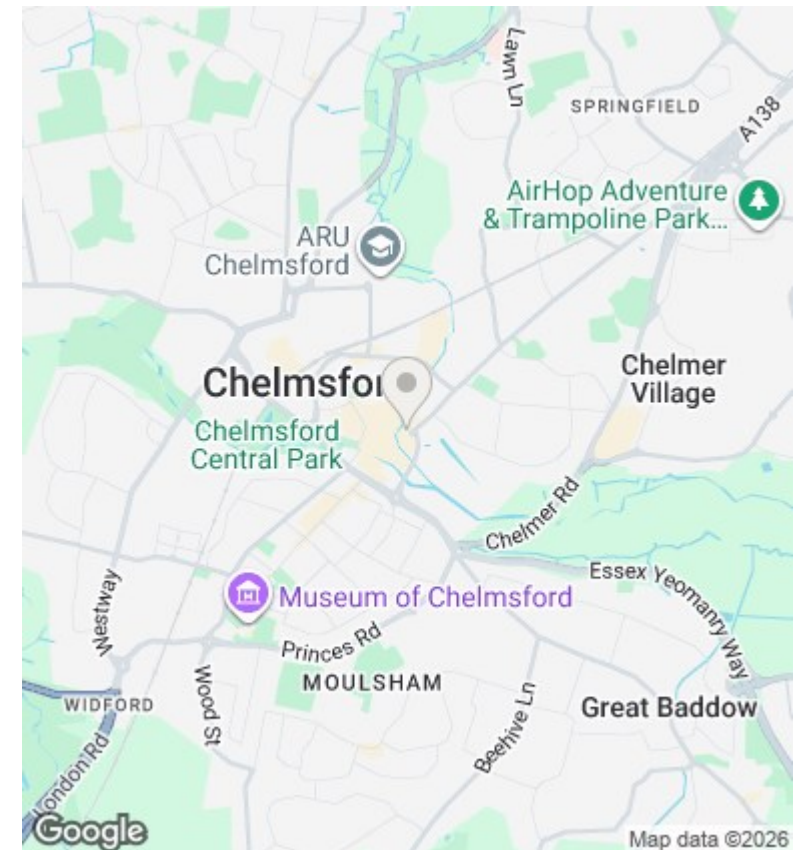 Lawn Ln
SPRINGFIELD
A138
AirHop Adventure
& Trampoline Park...
ARU
Chelmsford
Chelmer
Village
Chelmsfor
Chelmsford
Central Park
Chelmer Rd
Essex Yeomanry Way
Museum of Chelmsford
Westway
Princes Rd
Wood St
MOULSHAM
WIDFORD
Beehive Ln
Great Baddow
London Rd
Google
Map data ©2026